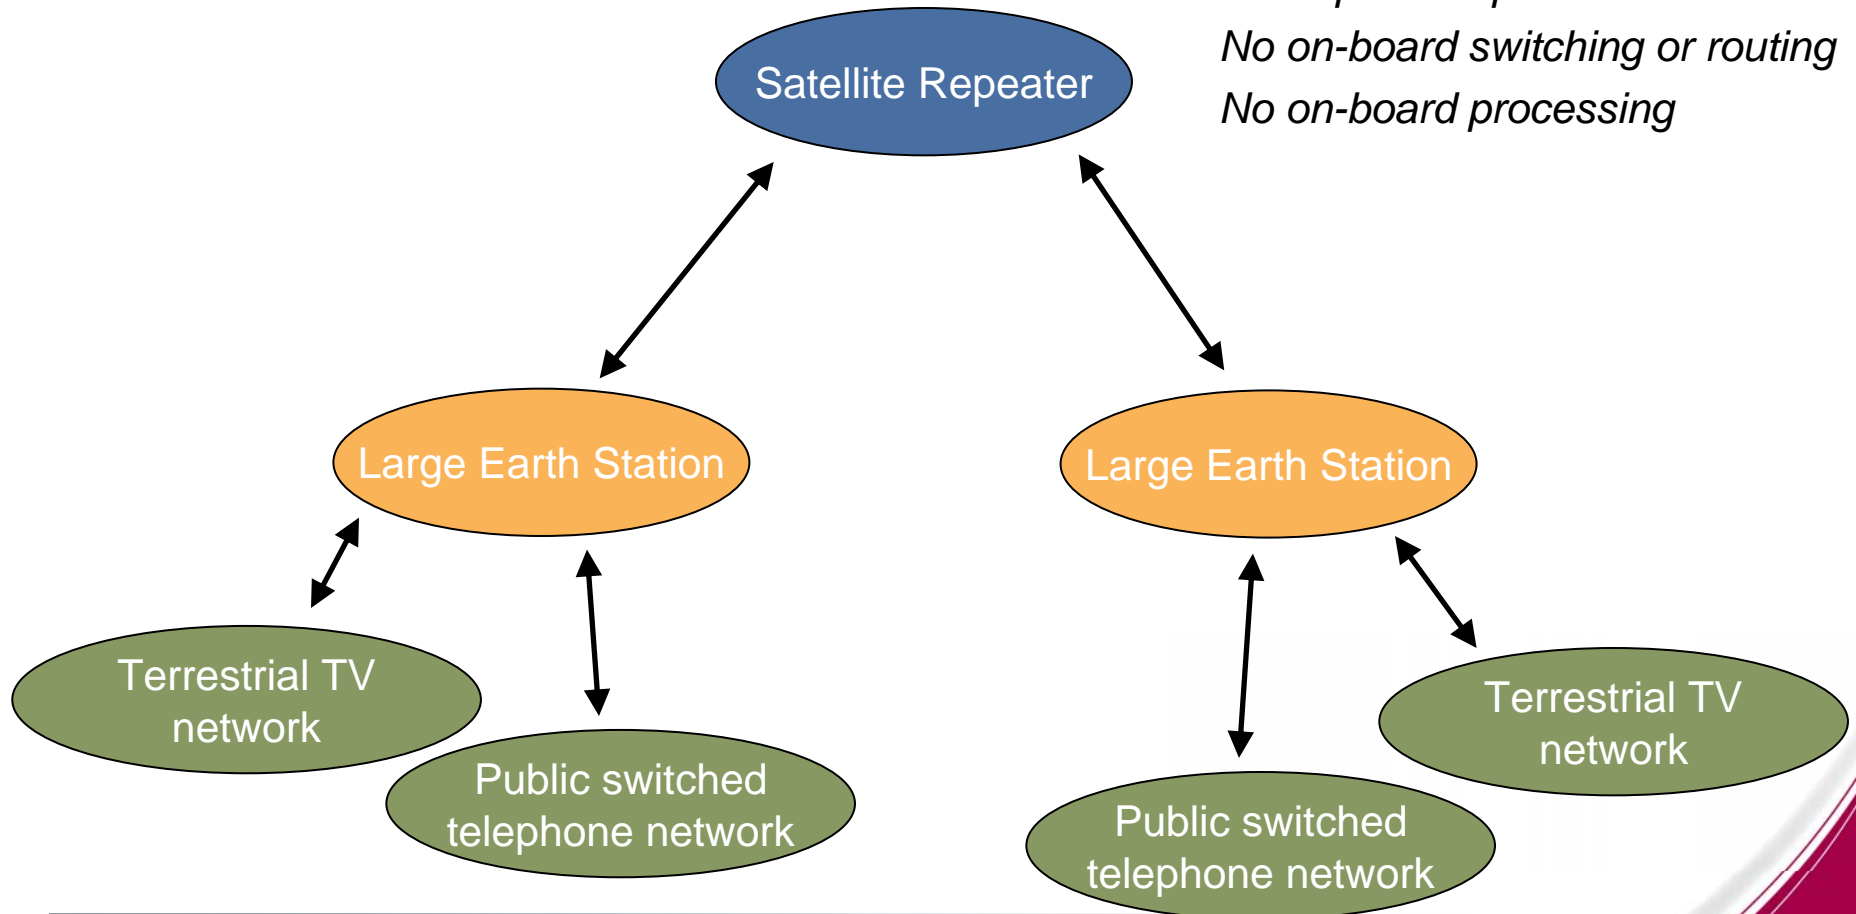 No on-board switching or routing
No on-board processing
Satellite Repeater
Large Earth Station
Large Earth Station
Terrestrial TV
network
Public switched
telephone network
Public switched
telephone network
Terrestrial TV
network